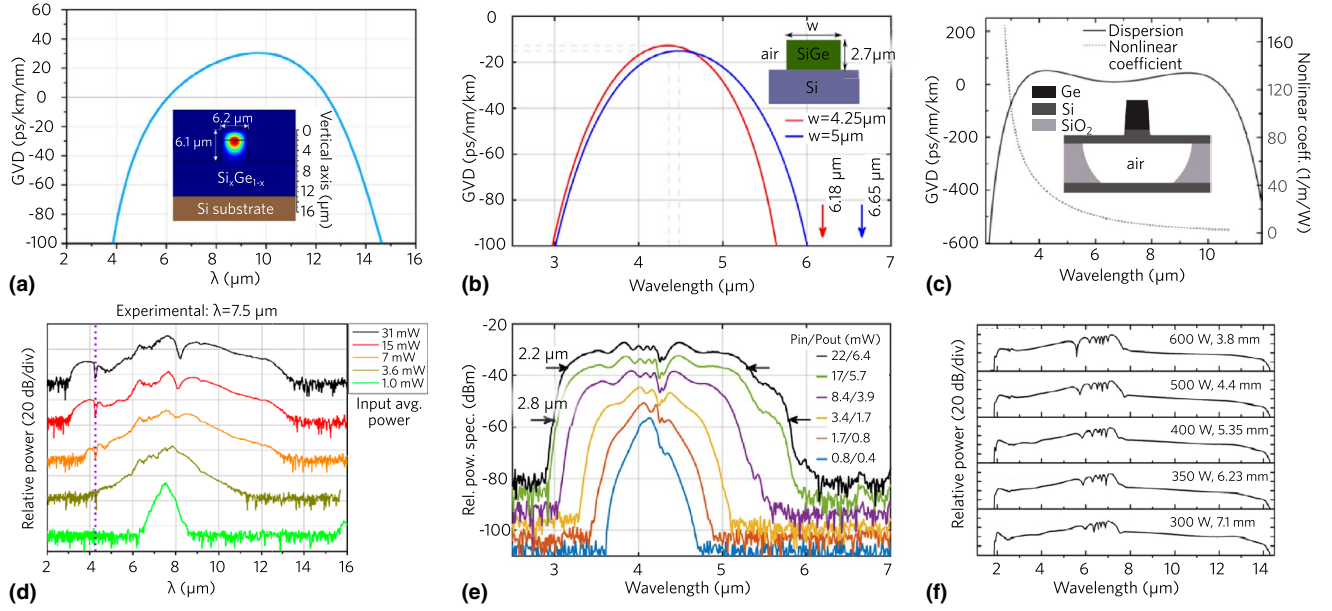 60
40
20
0
-20
-40
-60
-80
-100
GVD (ps/km/nm)
2 4 6 8 10 12 14 16
λ (μm)
6.2 μm
6.1 μm
SixGe1-x
Si substrate
0
4
8
12
16
Vertical axis (μm)
(a)
0
-20
-40
-60
-80
-100
GVD (ps/nm/km)
3 4 5 6 7
Wavelength (μm)
w
air
SiGe
2.7μm
Si
w=4.25μm
w=5μm
6.18 μm
6.65 μm
(b)
200
0
-200
-400
-600
GVD (ps/nm/km)
Dispersion
Nonlinear
coefficient
Ge
Si
SiO2
air
160
120
80
40
0
Nonlinear coeff. (1/m/W)
4 6 8 10
Wavelength (μm)
(c)
Experimental: λ=7.5 μm
Relative power (20 dB/div)
31 mW
15 mW
7 mW
3.6 mW
1.0 mW
Input avg.
power
2 4 6 8 10 12 14 16
λ (μm)
(d)
-20
-40
-60
-80
-100
Rel. pow. spec. (dBm)
2.2 μm
2.8 μm
Pin/Pout (mW)
22/6.4
17/5.7
8.4/3.9
3.4/1.7
1.7/0.8
0.8/0.4
3 4 5 6 7
Wavelength (μm)
(e)
Relative power (20 dB/div)
600 W, 3.8 mm
500 W, 4.4 mm
400 W, 5.35 mm
350 W, 6.23 mm
300 W, 7.1 mm
2 4 6 8 10 12 14
Wavelength (μm)
(f)